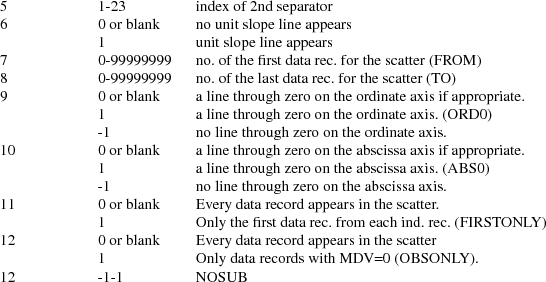 5 1-23 index of 2nd separator
6 0 or blank no unit slope line appears
1 unit slope line appears
7 0-99999999 no. of the first data rec. for the scatter (FROM)
8 0-99999999 no. of the last data rec. for the scatter (TO)
9 0 or blank a line through zero on the ordinate axis if appropriate.
1 a line through zero on the ordinate axis. (ORD0)
-1 no line through zero on the ordinate axis.
10 0 or blank a line through zero on the abscissa axis if appropriate.
1 a line through zero on the abscissa axis. (ABS0)
-1 no line through zero on the abscissa axis.
11 0 or blank Every data record appears in the scatter.
1 Only the first data rec. from each ind. rec. (FIRSTONLY)
12 0 or blank Every data record appears in the scatter
1 Only data records with MDV=0 (OBSONLY).
12 -1-1 NOSUB